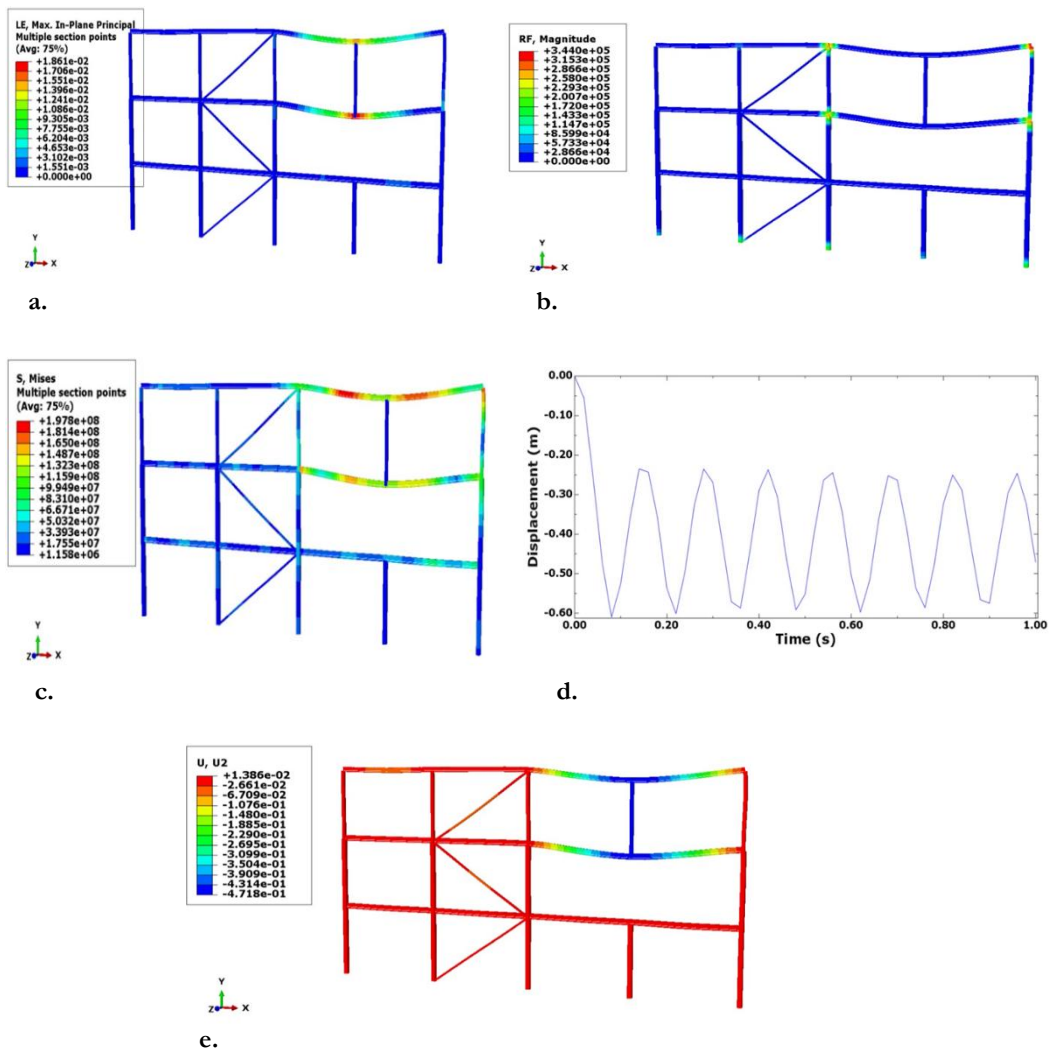 LE, Max. In-Plane Principal
Multiple section points
(Avg: 75%)
+1.861e-02
+1.706e-02
+1.551e-02
+1.396e-02
+1.241e-02
+1.086e-02
+9.305e-03
+7.755e-03
+6.204e-03
+4.653e-03
+3.102e-03
+1.551e-03
+0.000e+00
Y
Z X
a.
RF, Magnitude
+3.440e+05
+3.153e+05
+2.866e+05
+2.580e+05
+2.293e+05
+2.007e+05
+1.720e+05
+1.433e+05
+1.147e+05
+8.599e+04
+5.733e+04
+2.866e+04
+0.000e+00
Y
Z X
b.
S, Mises
Multiple section points
(Avg: 75%)
+1.978e+08
+1.814e+08
+1.650e+08
+1.487e+08
+1.323e+08
+1.159e+08
+9.949e+07
+8.310e+07
+6.671e+07
+5.032e+07
+3.393e+07
+1.755e+07
+1.158e+06
Y
Z X
c.
0.00
-0.10
-0.20
-0.30
-0.40
-0.50
-0.60
Displacement (m)
0.00 0.20 0.40 0.60 0.80 1.00
Time (s)
d.
U, U2
+1.386e-02
-2.661e-02
-6.709e-02
-1.076e-01
-1.480e-01
-1.885e-01
-2.290e-01
-2.695e-01
-3.099e-01
-3.504e-01
-3.909e-01
-4.314e-01
-4.718e-01
Y
Z X
e.